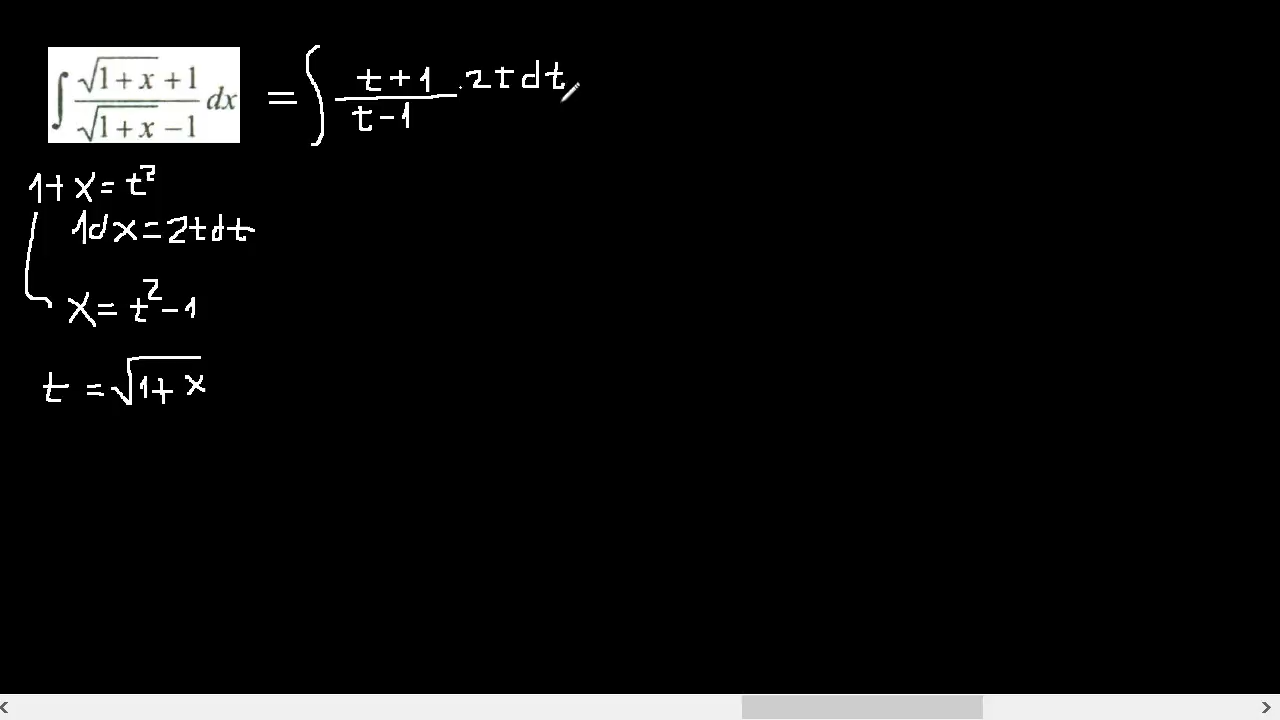 ∫ (√(1+x) +1)/(√(1+x) −1) dx = ∫ (t+1)/(t−1) . 2t dt
1+x=t²
1dx=2tdt
x=t²−1
t=√(1+x)